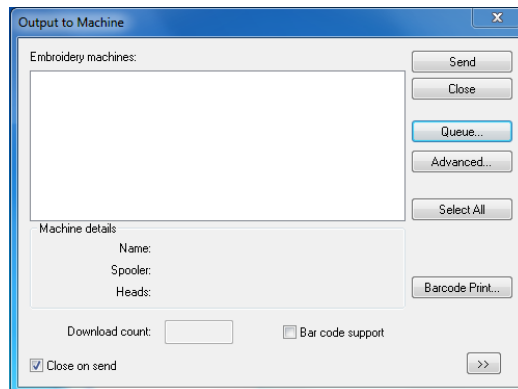 Output to Machine
x
Embroidery machines:
Send
Close
Queue...
Advanced...
Select All
Machine details
Name:
Spooler:
Heads:
Barcode Print...
Download count:
Bar code support
Close on send
>>